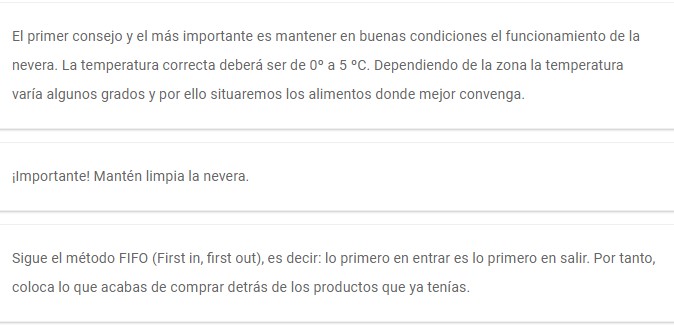 El primer consejo y el más importante es mantener en buenas condiciones el funcionamiento de la
nevera. La temperatura correcta deberá ser de 0º a 5 ºC. Dependiendo de la zona la temperatura
varía algunos grados y por ello situaremos los alimentos donde mejor convenga.
¡Importante! Mantén limpia la nevera.
Sigue el método FIFO (First in, first out), es decir: lo primero en entrar es lo primero en salir. Por tanto,
coloca lo que acabas de comprar detrás de los productos que ya tenías.